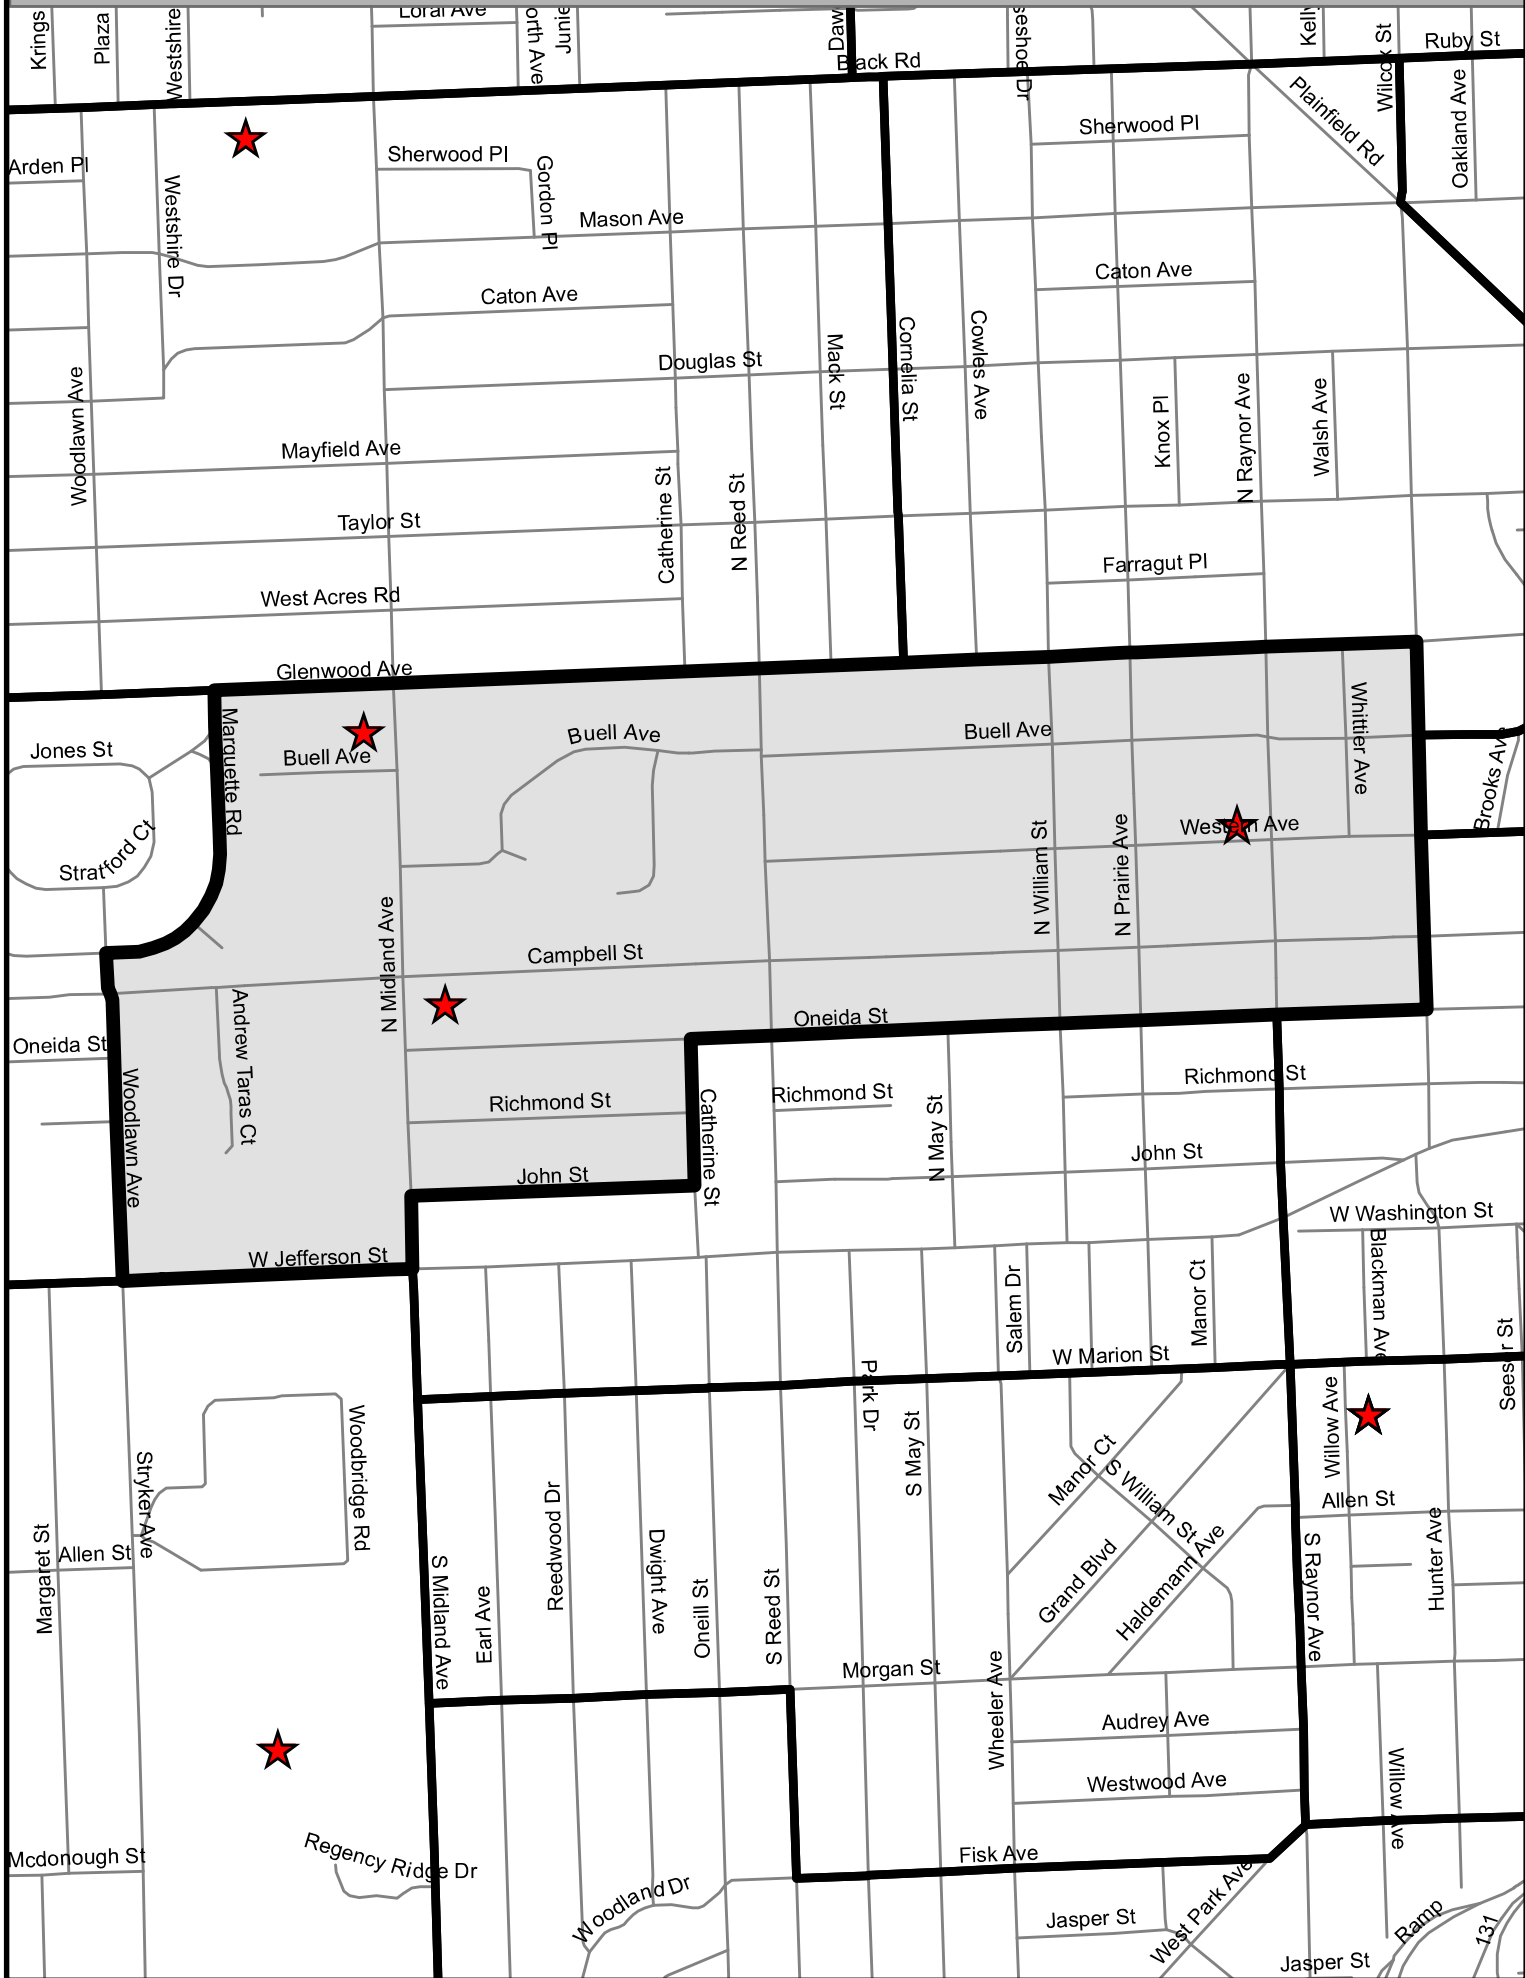 Krings
Plaza
Westshire
Loral Ave
orth Ave
Junie
Daw
Black Rd
seshoe Dr
Kelly
Wilcox St
Ruby St
Plainfield Rd
Oakland Ave
Arden Pl
Westshire Dr
Sherwood Pl
Gordon Pl
Mason Ave
Sherwood Pl
Caton Ave
Caton Ave
Douglas St
Mack St
Cornelia St
Cowles Ave
Woodlawn Ave
Knox Pl
N Raynor Ave
Walsh Ave
Mayfield Ave
Catherine St
N Reed St
Taylor St
Farragut Pl
West Acres Rd
Glenwood Ave
Marquette Rd
Jones St
Buell Ave
Buell Ave
Buell Ave
Whittier Ave
Brooks Ave
Stratford Ct
Western Ave
N William St
N Prairie Ave
N Midland Ave
Campbell St
Andrew Taras Ct
Oneida St
Oneida St
Woodlawn Ave
Richmond St
Catherine St
Richmond St
N May St
Richmond St
John St
John St
W Jefferson St
W Washington St
Blackman Ave
Salem Dr
Manor Ct
W Marion St
Seeser St
Park Dr
S May St
Willow Ave
Woodbridge Rd
Stryker Ave
Manor Ct
S William St
Allen St
Margaret St
Allen St
S Midland Ave
Earl Ave
Reedwood Dr
Dwight Ave
Oneill St
S Reed St
Grand Blvd
Haldemann Ave
S Raynor Ave
Hunter Ave
Morgan St
Wheeler Ave
Audrey Ave
Westwood Ave
Willow Ave
Mcdonough St
Regency Ridge Dr
Fisk Ave
Woodland Dr
Jasper St
West Park Ave
Ramp
131
Jasper St